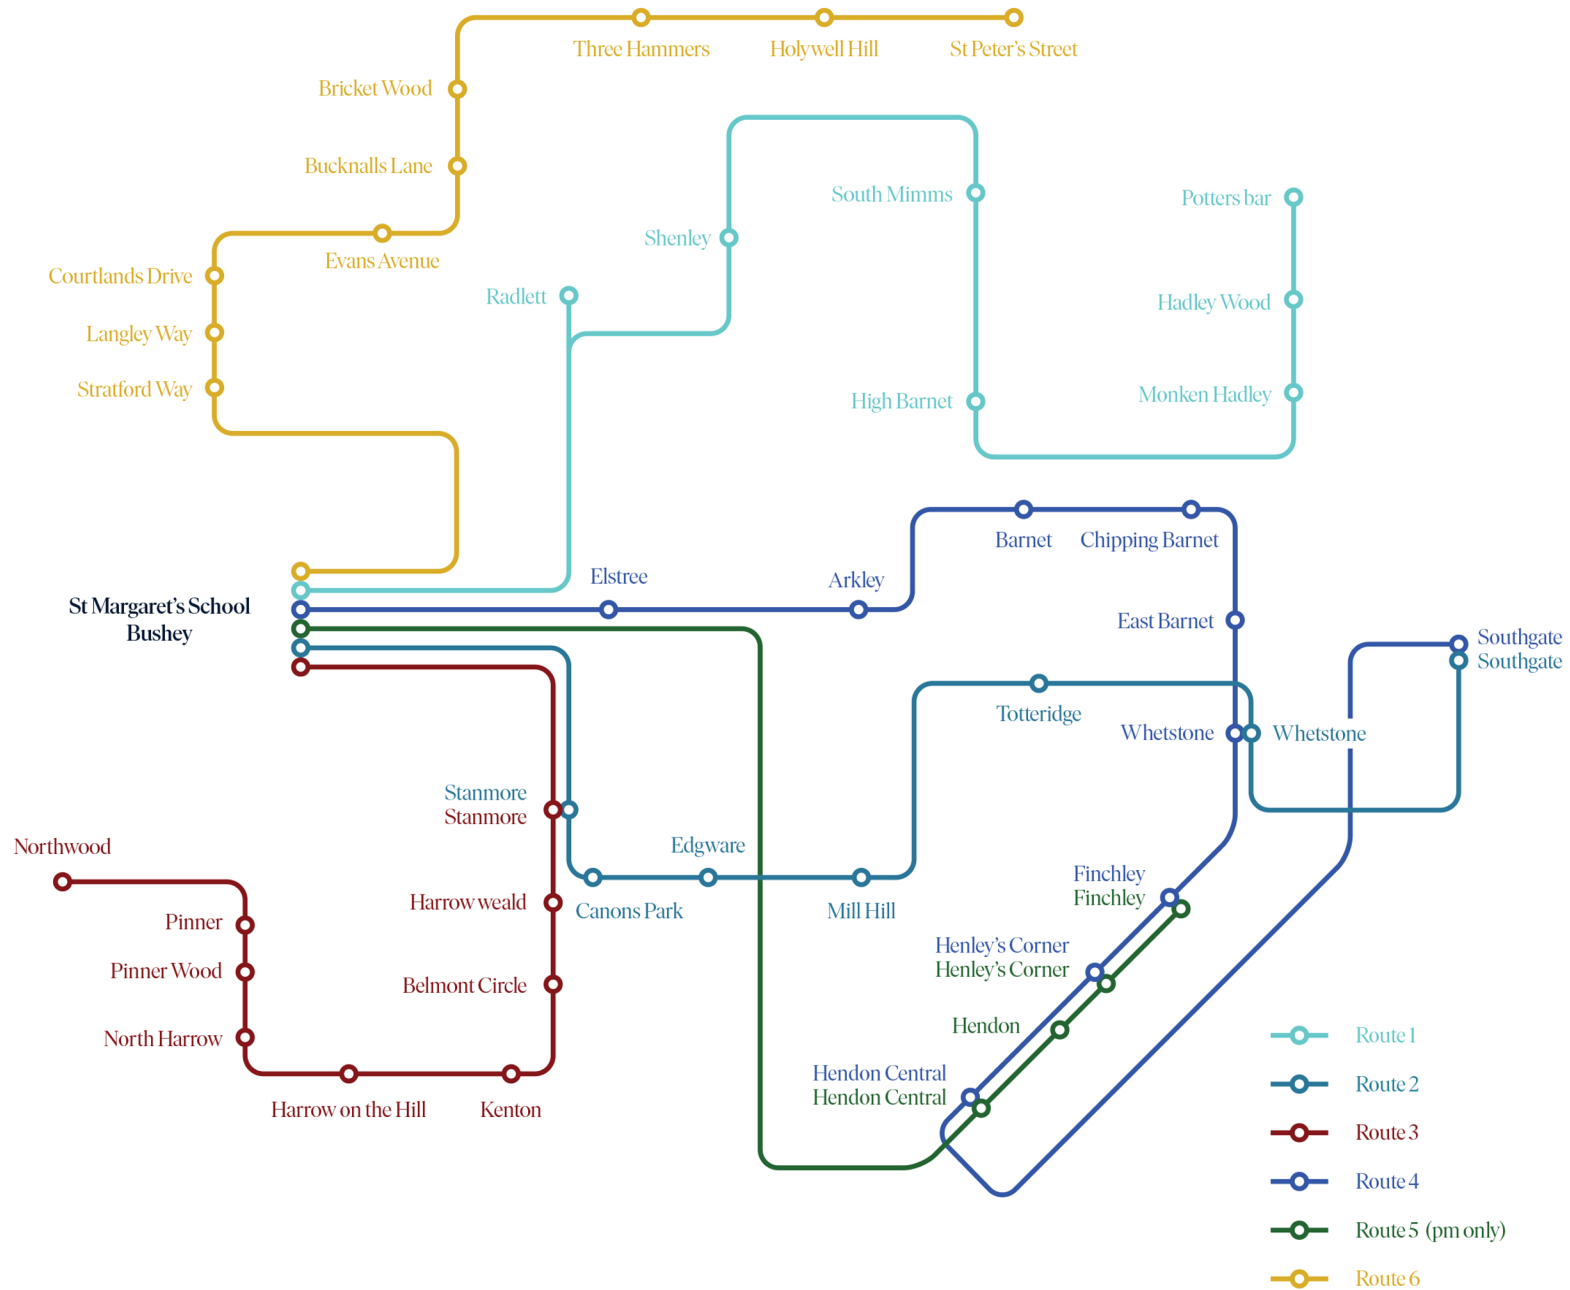 Three Hammers
Holywell Hill
St Peter's Street
Bricket Wood
Bucknalls Lane
Evans Avenue
Courtlands Drive
Langley Way
Stratford Way
Radlett
Shenley
South Mimms
High Barnet
Potters bar
Hadley Wood
Monken Hadley
St Margaret's School
Bushey
Elstree
Arkley
Barnet
Chipping Barnet
East Barnet
Whetstone
Whetstone
Southgate
Southgate
Totteridge
Stanmore
Stanmore
Edgware
Canons Park
Mill Hill
Harrow weald
Belmont Circle
Northwood
Pinner
Pinner Wood
North Harrow
Harrow on the Hill
Kenton
Finchley
Finchley
Henley's Corner
Henley's Corner
Hendon
Hendon Central
Hendon Central
Route 1
Route 2
Route 3
Route 4
Route 5 (pm only)
Route 6